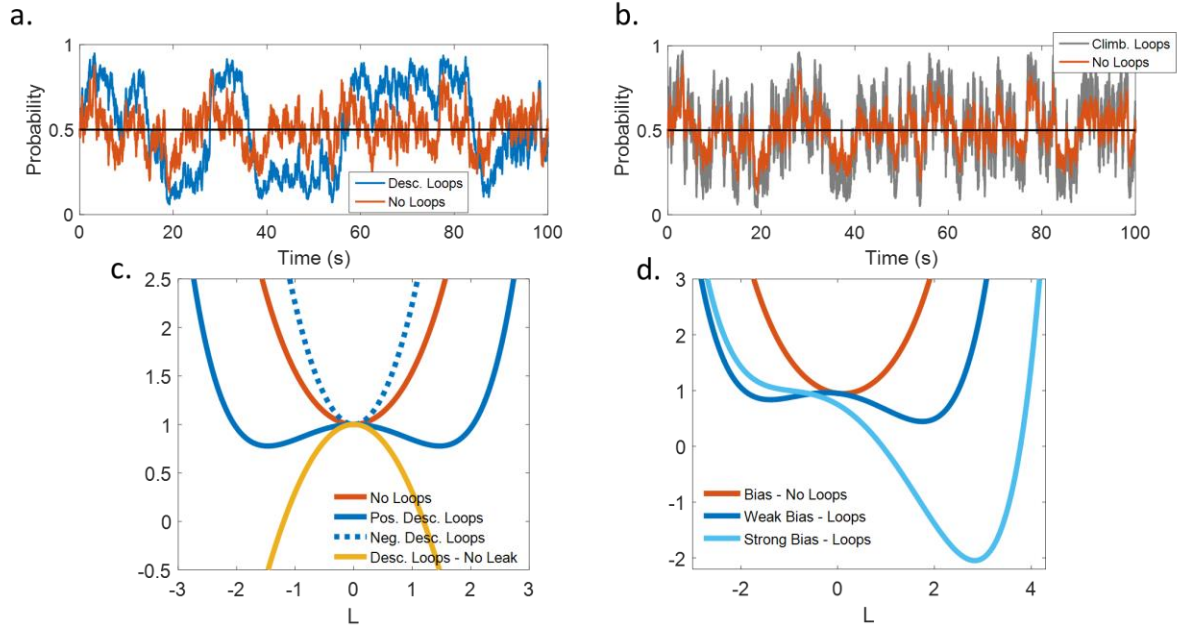 a.
1
0.5
0
Probability
Desc. Loops
No Loops
0 20 40 60 80 100
Time (s)
b.
1
0.5
0
Probability
Climb. Loops
No Loops
0 20 40 60 80 100
Time (s)
c.
2.5
2
1.5
1
0.5
0
-0.5
No Loops
Pos. Desc. Loops
Neg. Desc. Loops
Desc. Loops - No Leak
-3 -2 -1 0 1 2 3
L
d.
3
2
1
0
-1
-2
Bias - No Loops
Weak Bias - Loops
Strong Bias - Loops
-2 0 2 4
L